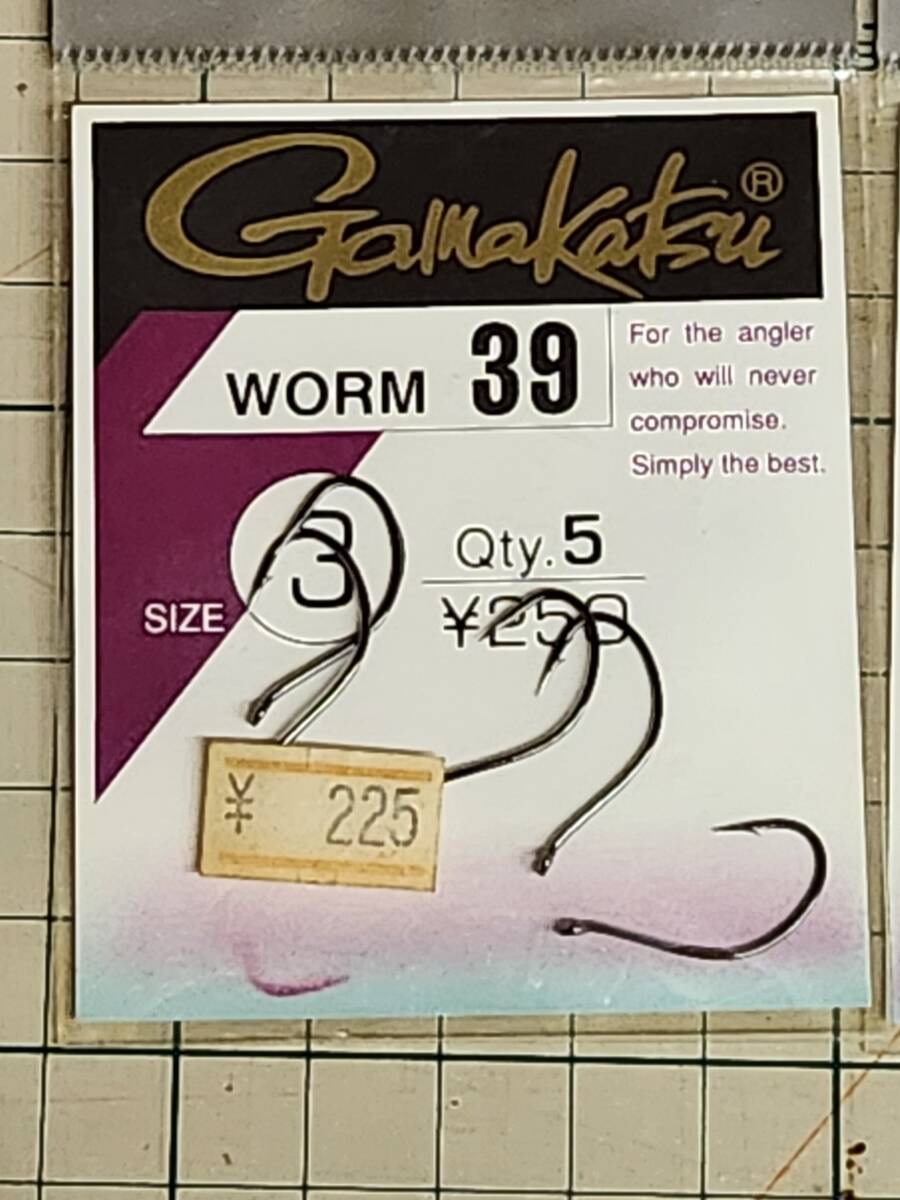 Gamakatsu®
WORM 39
For the angler
who will never
compromise.
Simply the best.
SIZE 3
Qty.5
¥250
¥ 225